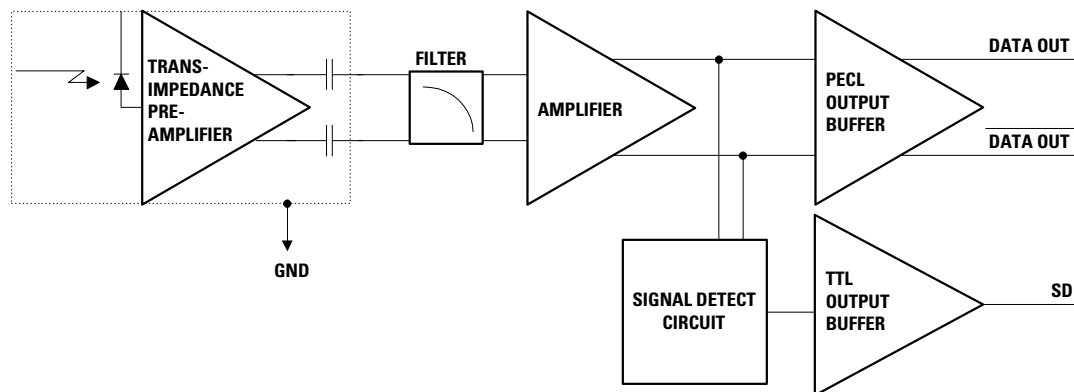 TRANS-
IMPEDANCE
PRE-
AMPLIFIER
FILTER
AMPLIFIER
PECL
OUTPUT
BUFFER
DATA OUT
DATA OUT
GND
SIGNAL DETECT
CIRCUIT
TTL
OUTPUT
BUFFER
SD